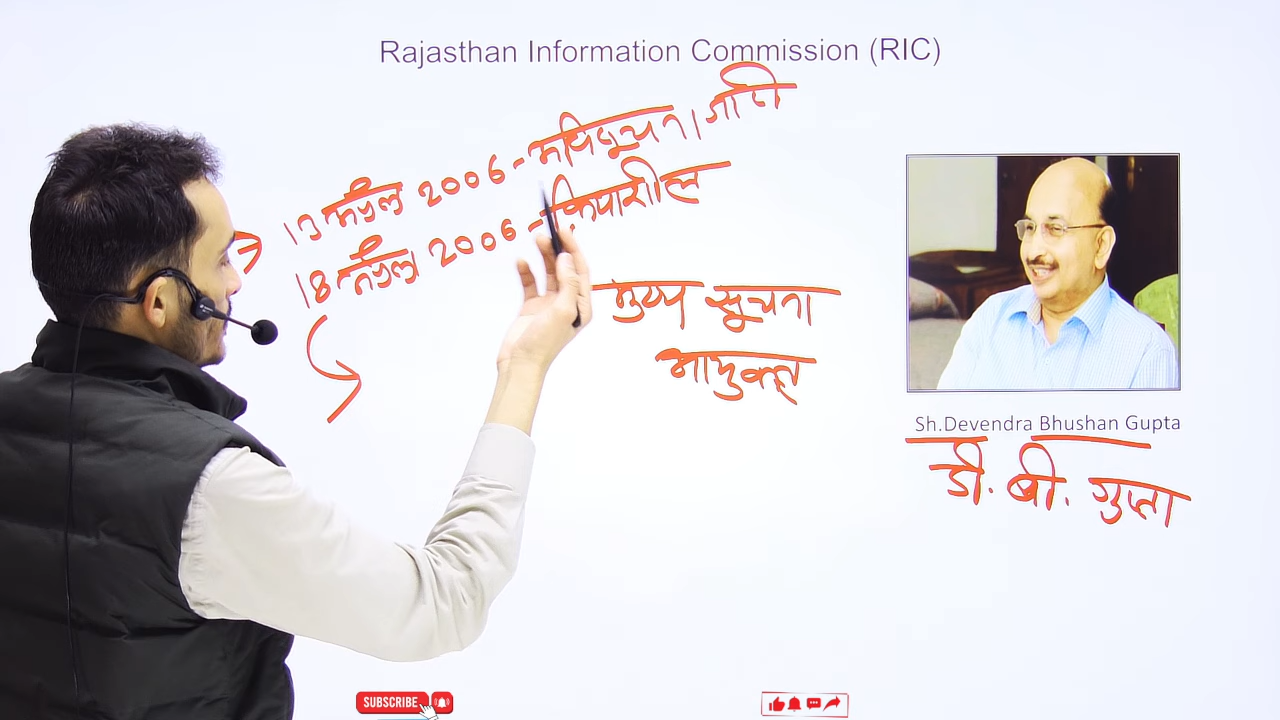 Rajasthan Information Commission (RIC)
13 अप्रैल 2006 - अधिसूचना जारी
18 अप्रैल 2006 - क्रियाशील
मुख्य सूचना
आयुक्त
Sh.Devendra Bhushan Gupta
डी. बी. गुप्ता
SUBSCRIBE